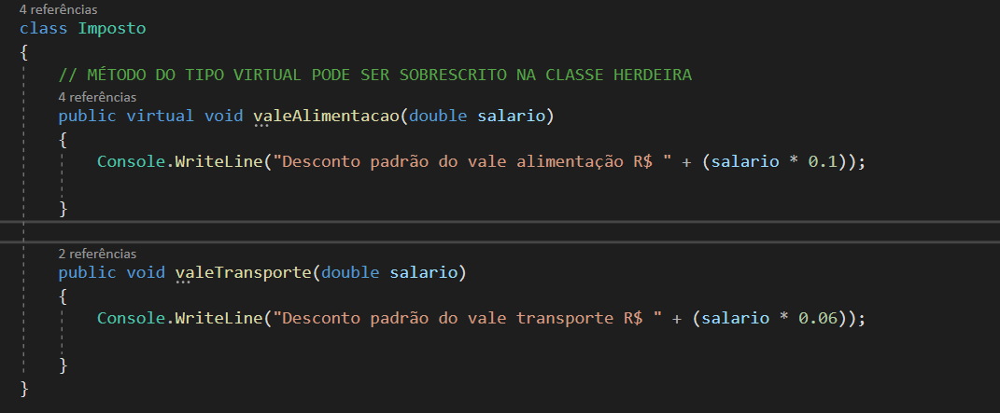 4 referências
class Imposto
{
// MÉTODO DO TIPO VIRTUAL PODE SER SOBRESCRITO NA CLASSE HERDEIRA
4 referências
public virtual void valeAlimentacao(double salario)
{
Console.WriteLine("Desconto padrão do vale alimentação R$ " + (salario * 0.1));
}
2 referências
public void valeTransporte(double salario)
{
Console.WriteLine("Desconto padrão do vale transporte R$ " + (salario * 0.06));
}
}